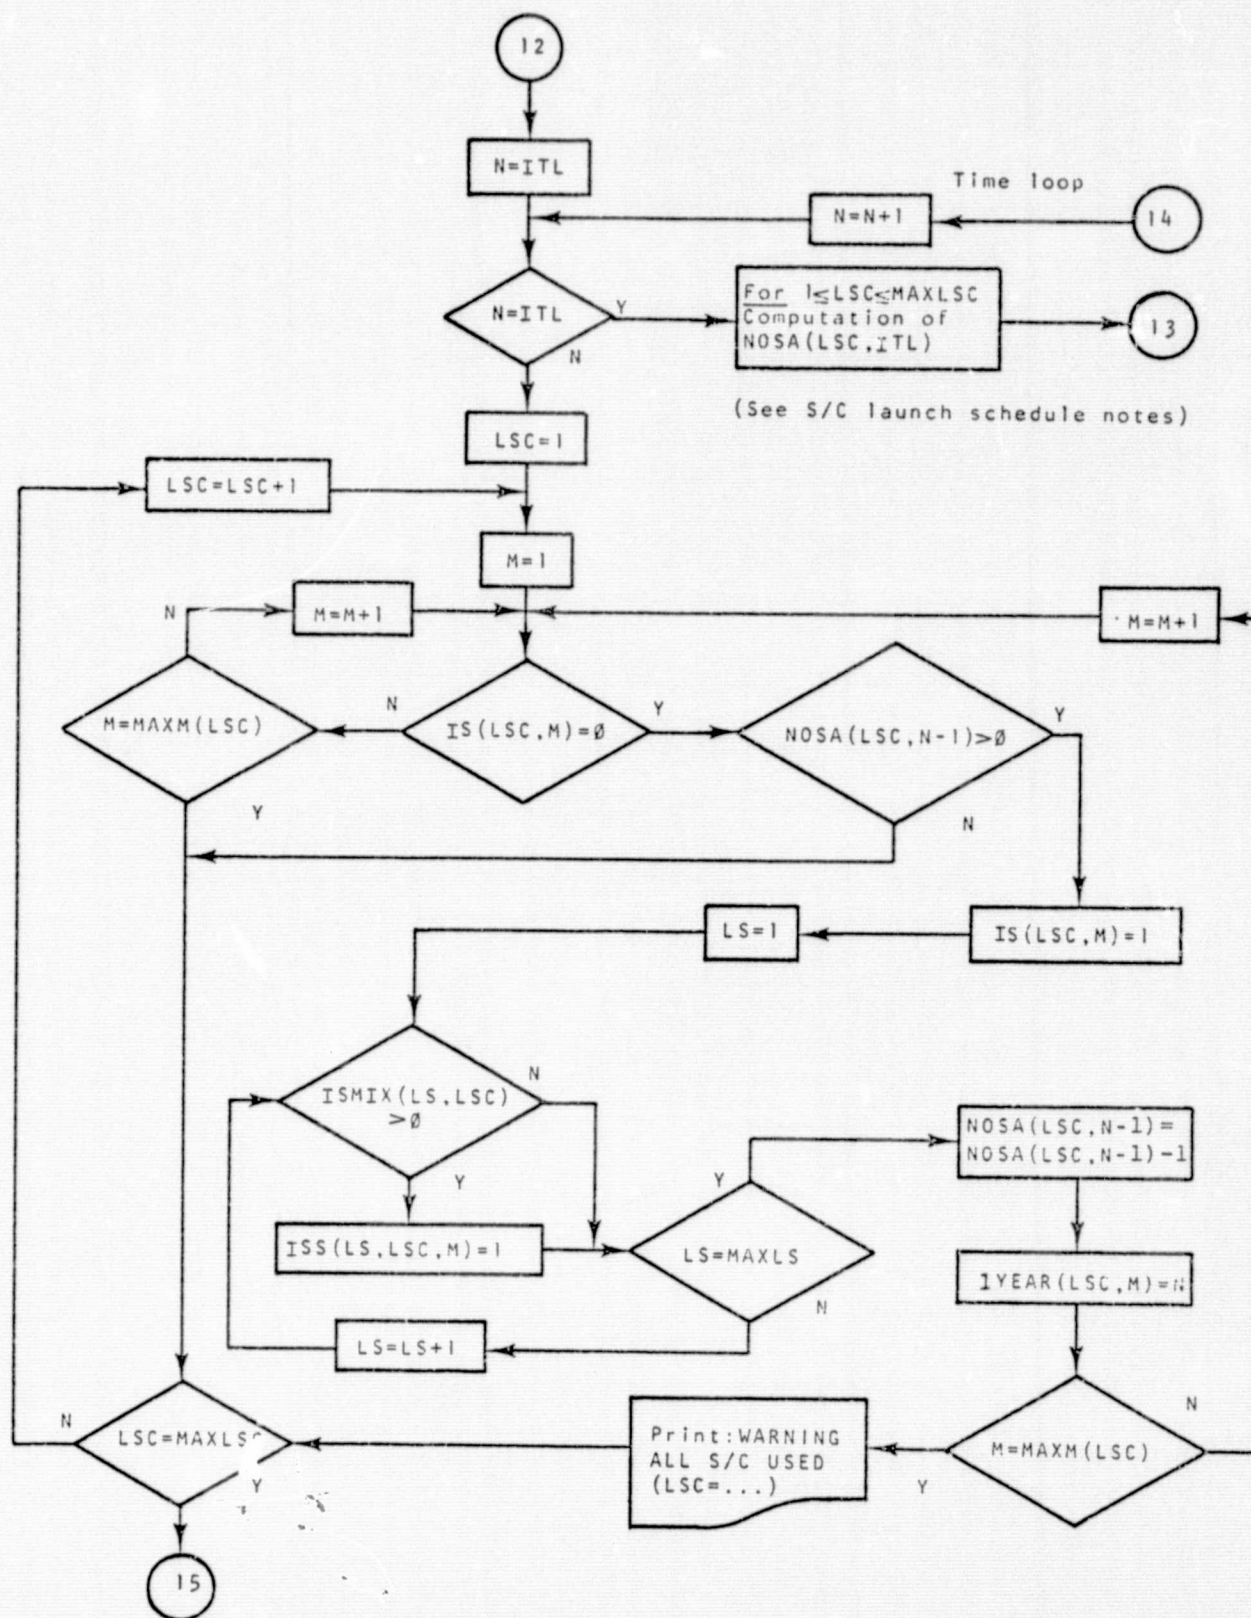 12
N=ITL
Time loop
N=N+1
14
N=ITL
Y
N
For 1≦LSC≦MAXLSC
Computation of
NOSA(LSC,ITL)
13
(See S/C launch schedule notes)
LSC=1
LSC=LSC+1
M=1
N
M=M+1
M=M+1
M=MAXM(LSC)
N
IS(LSC,M)=Ø
Y
NOSA(LSC,N-1)>Ø
Y
Y
N
LS=1
IS(LSC,M)=1
ISMIX(LS,LSC)
>Ø
N
Y
NOSA(LSC,N-1)=
NOSA(LSC,N-1)-1
Y
ISS(LS,LSC,M)=1
LS=MAXLS
N
1YEAR(LSC,M)=N
LS=LS+1
N
LSC=MAXLSC
Y
Print:WARNING
ALL S/C USED
(LSC=...)
M=MAXM(LSC)
N
Y
15